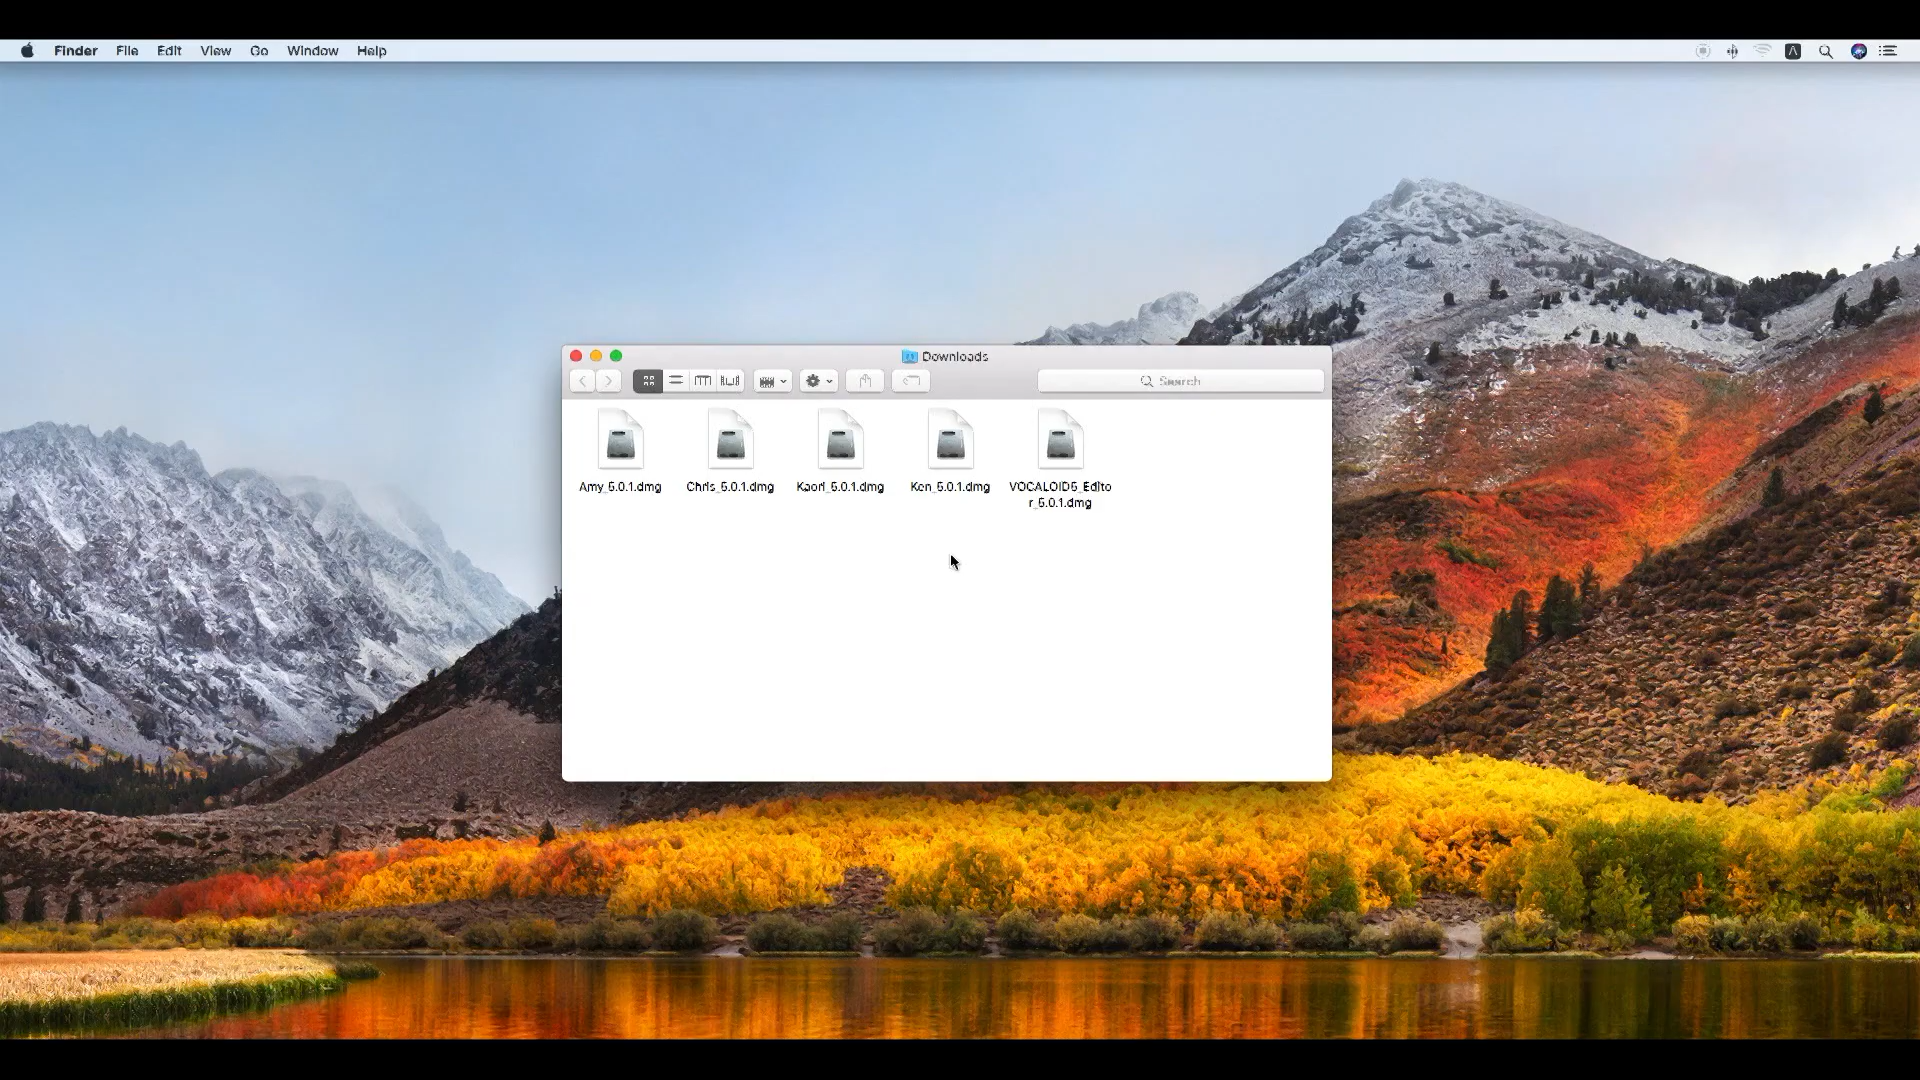 Finder File Edit View Go Window Help
Downloads
Search
Amy_5.0.1.dmg Chris_5.0.1.dmg Kaori_5.0.1.dmg Ken_5.0.1.dmg VOCALOID5_Edito
r_5.0.1.dmg